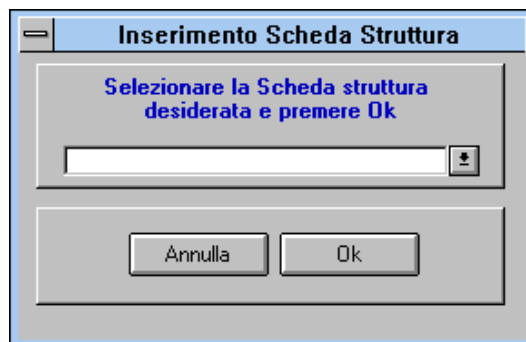 Inserimento Scheda Struttura
Selezionare la Scheda struttura
desiderata e premere Ok
Annulla
Ok